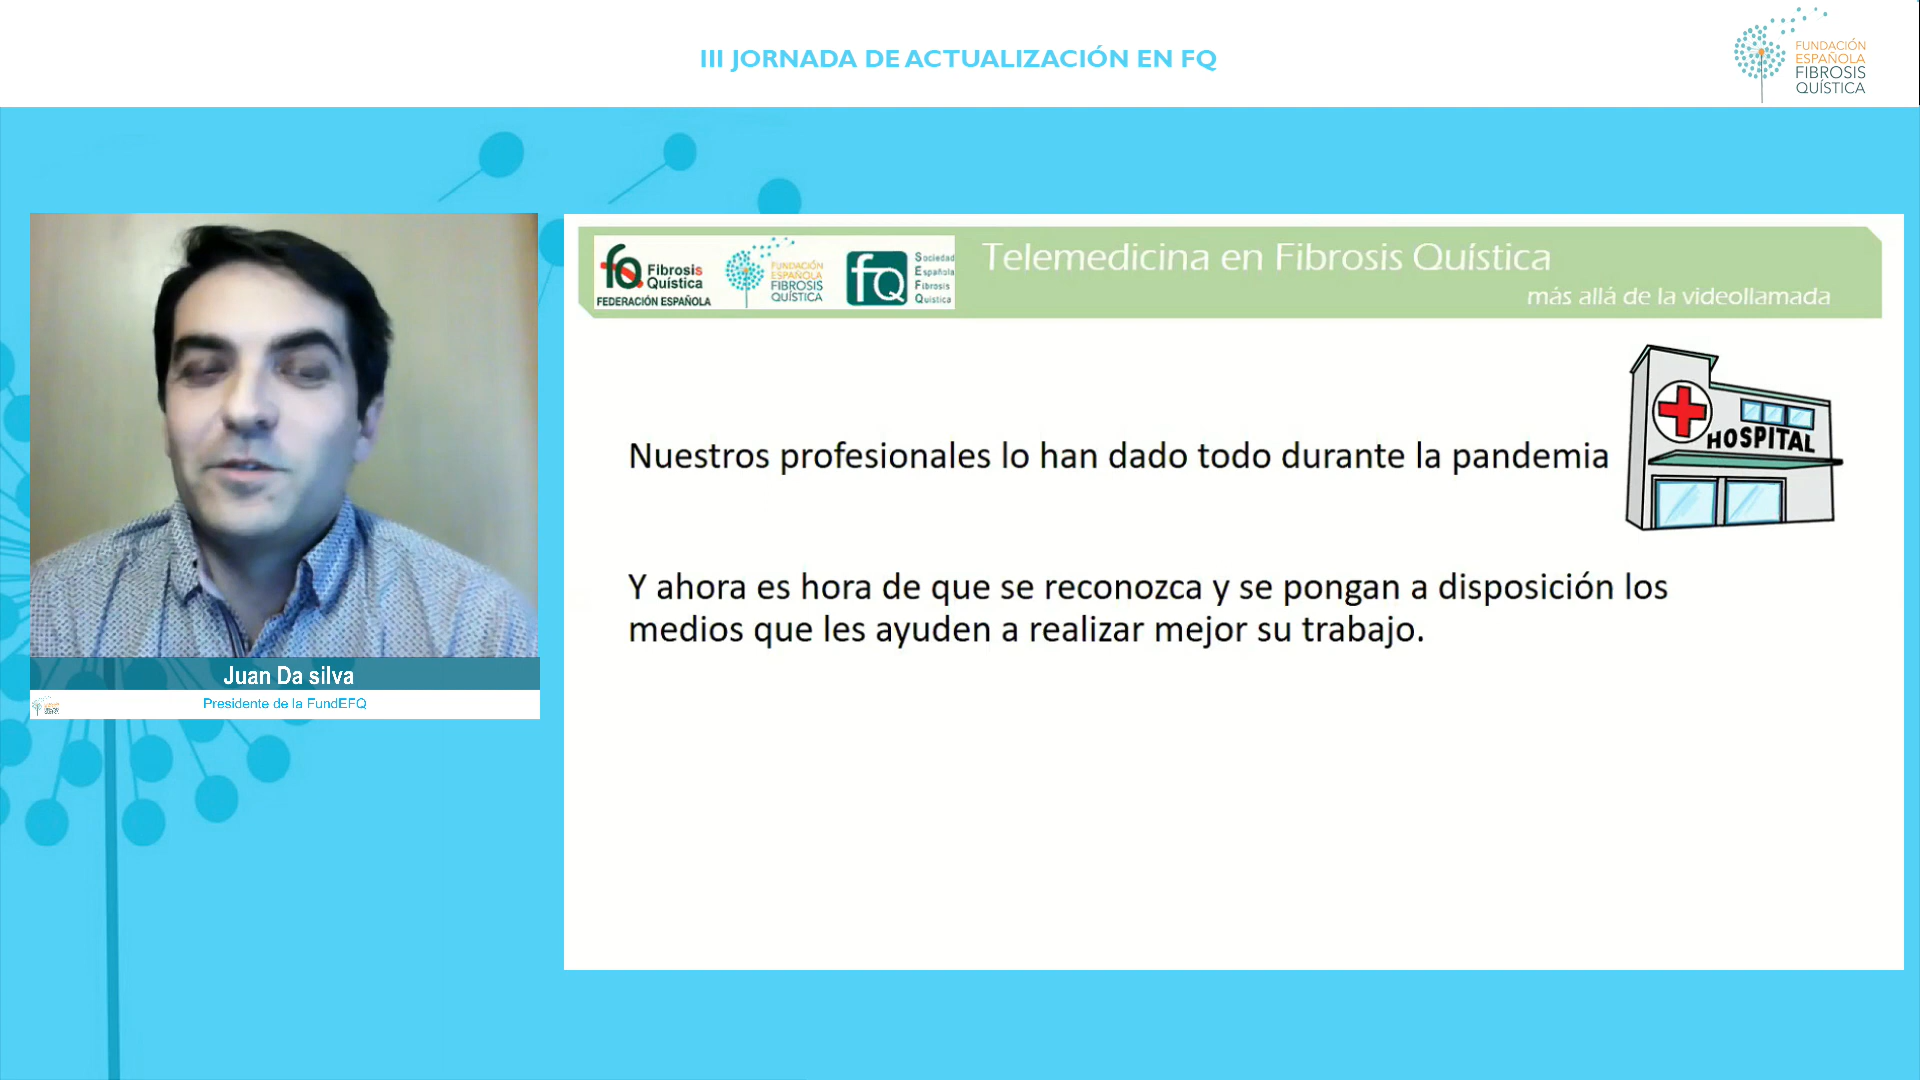 III JORNADA DE ACTUALIZACIÓN EN FQ
FUNDACIÓN
ESPAÑOLA
FIBROSIS
QUÍSTICA
fQ Fibrosis
Quística
FEDERACIÓN ESPAÑOLA
FUNDACIÓN
ESPAÑOLA
FIBROSIS
QUÍSTICA
fQ
Sociedad
Española
Fibrosis
Quística
Telemedicina en Fibrosis Quística
más allá de la videollamada
HOSPITAL
Nuestros profesionales lo han dado todo durante la pandemia
Y ahora es hora de que se reconozca y se pongan a disposición los
medios que les ayuden a realizar mejor su trabajo.
Juan Da silva
Presidente de la FundEFQ